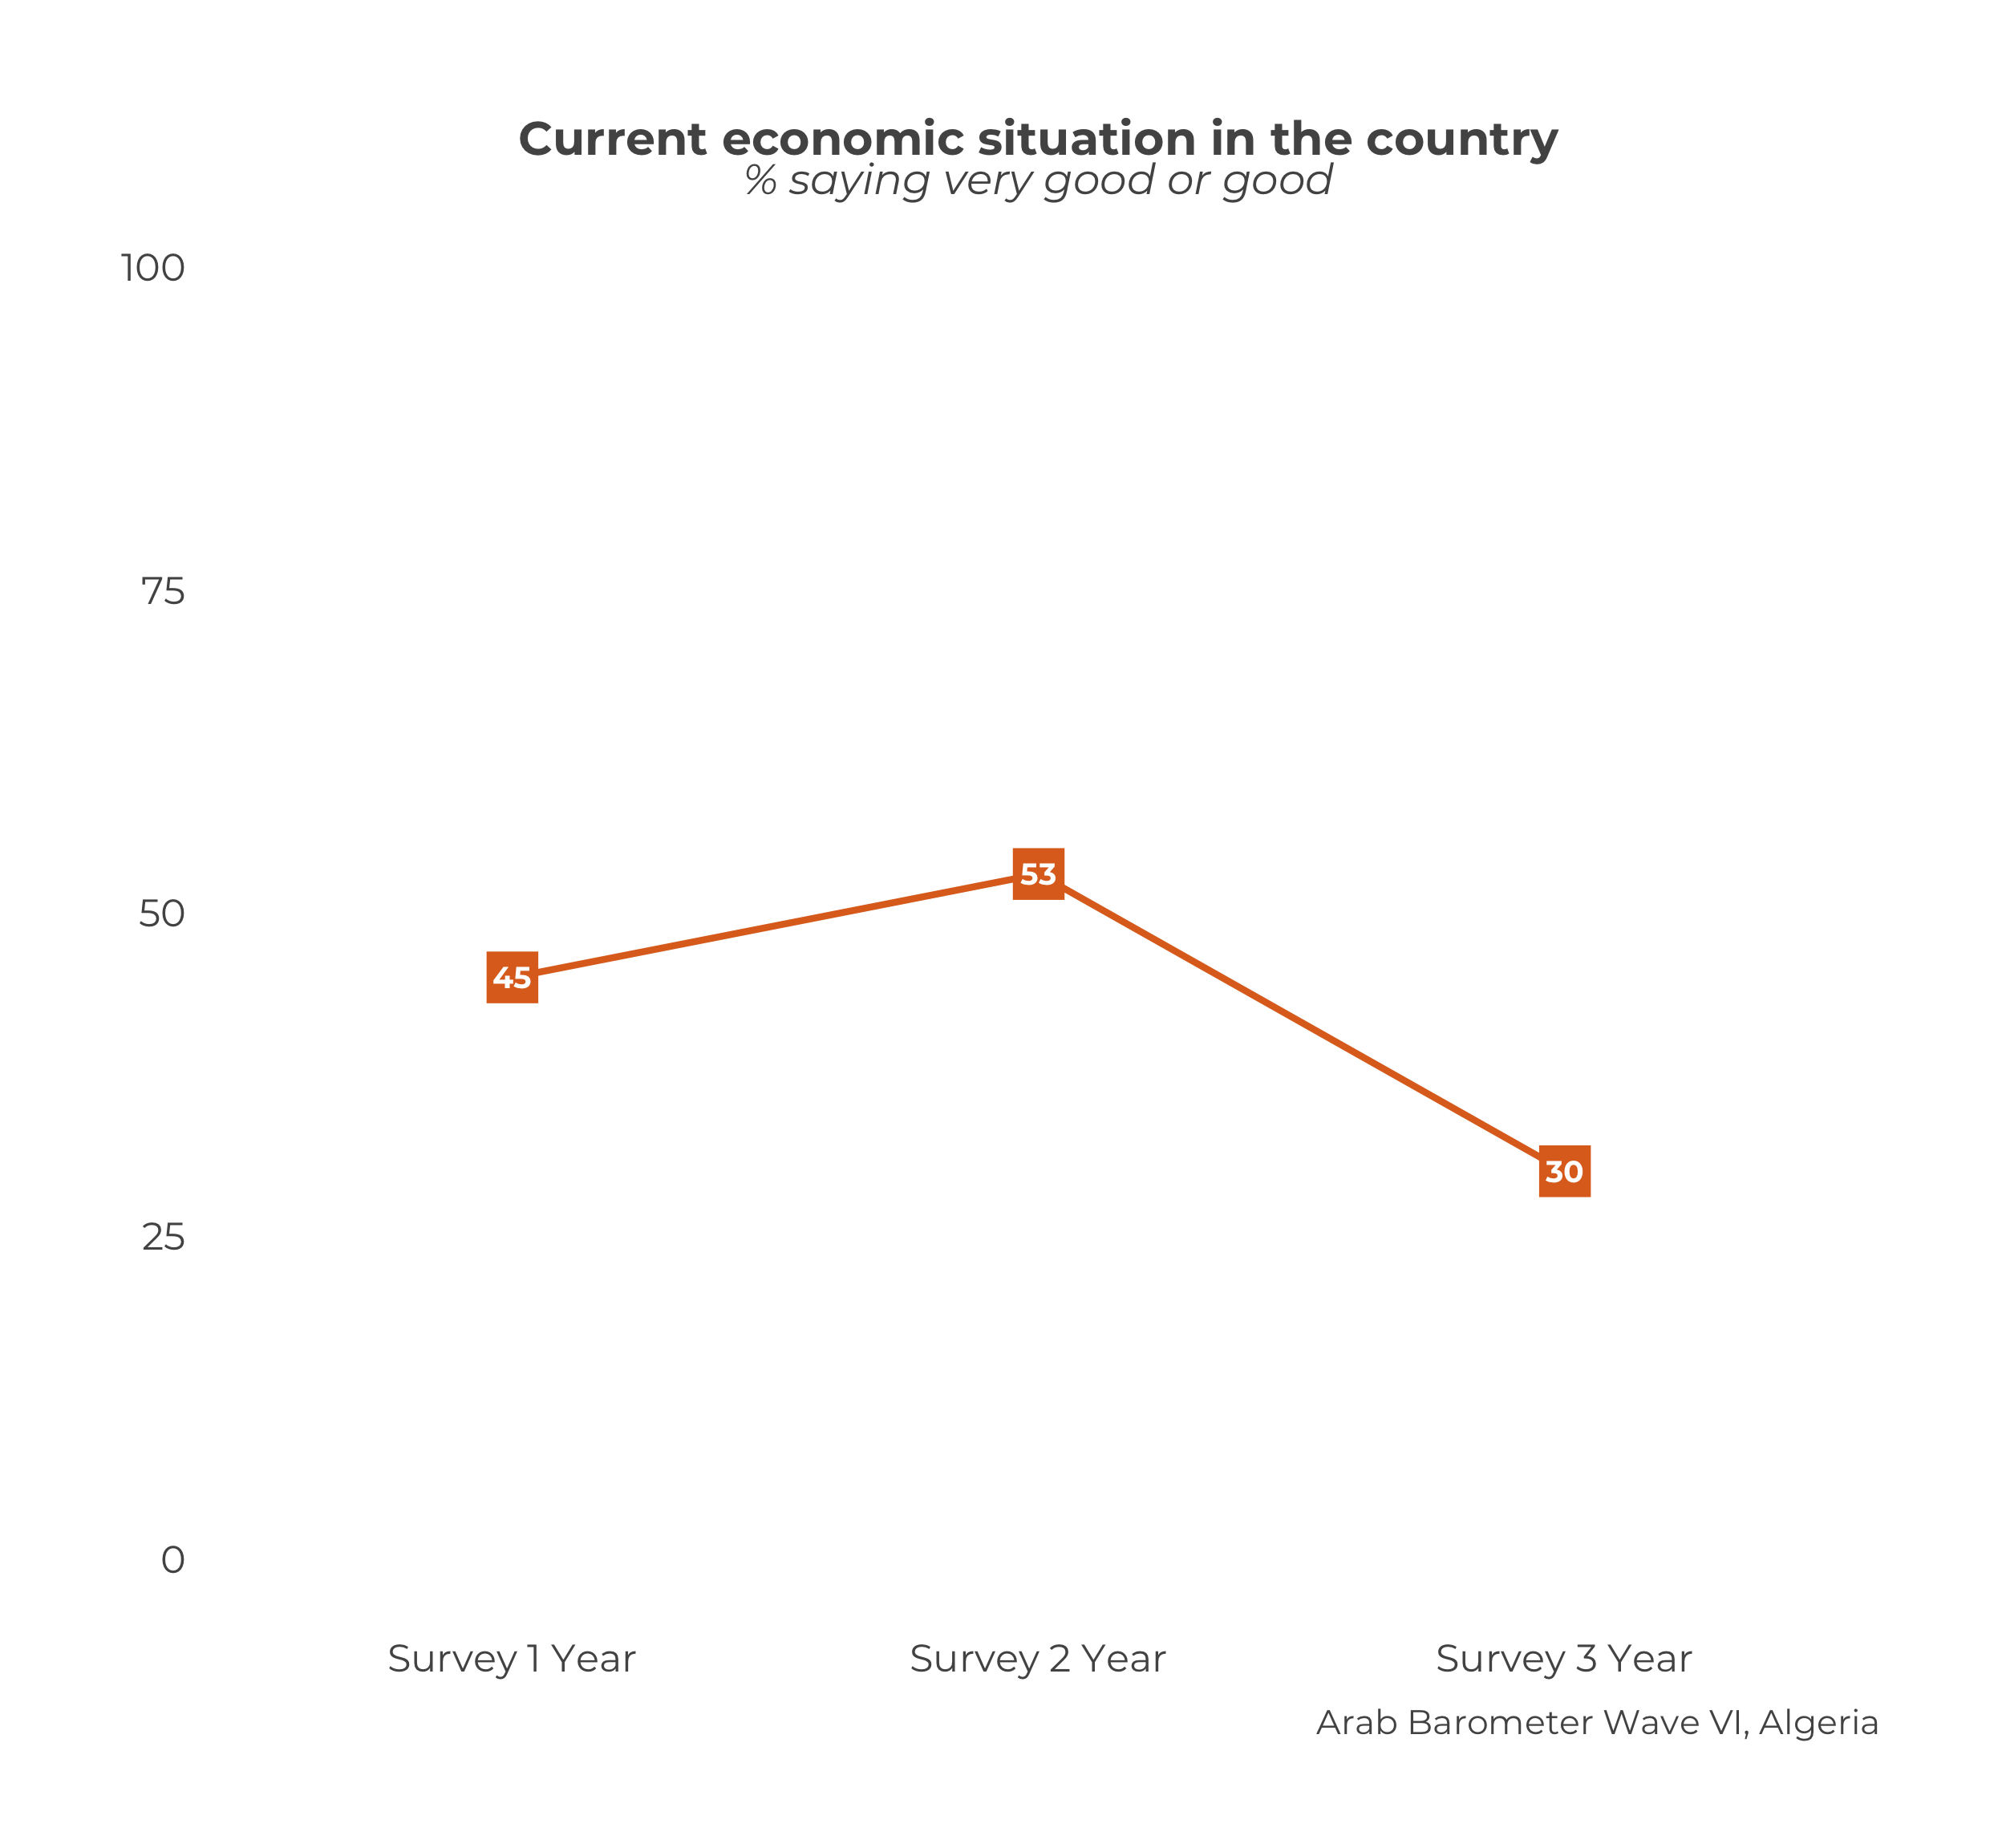 Current economic situation in the country
% saying very good or good
100
75
50
25
0
45
53
30
Survey 1 Year
Survey 2 Year
Survey 3 Year
Arab Barometer Wave VI, Algeria